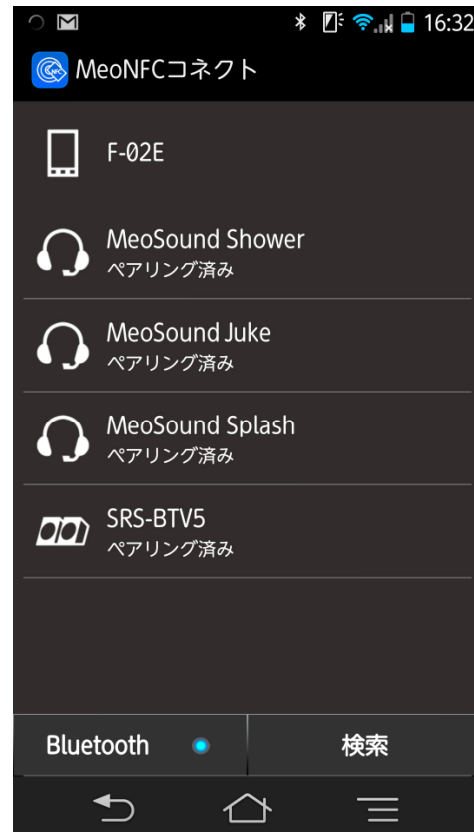 16:32
MeoNFCコネクト
F-02E
MeoSound Shower
ペアリング済み
MeoSound Juke
ペアリング済み
MeoSound Splash
ペアリング済み
SRS-BTV5
ペアリング済み
Bluetooth 検索